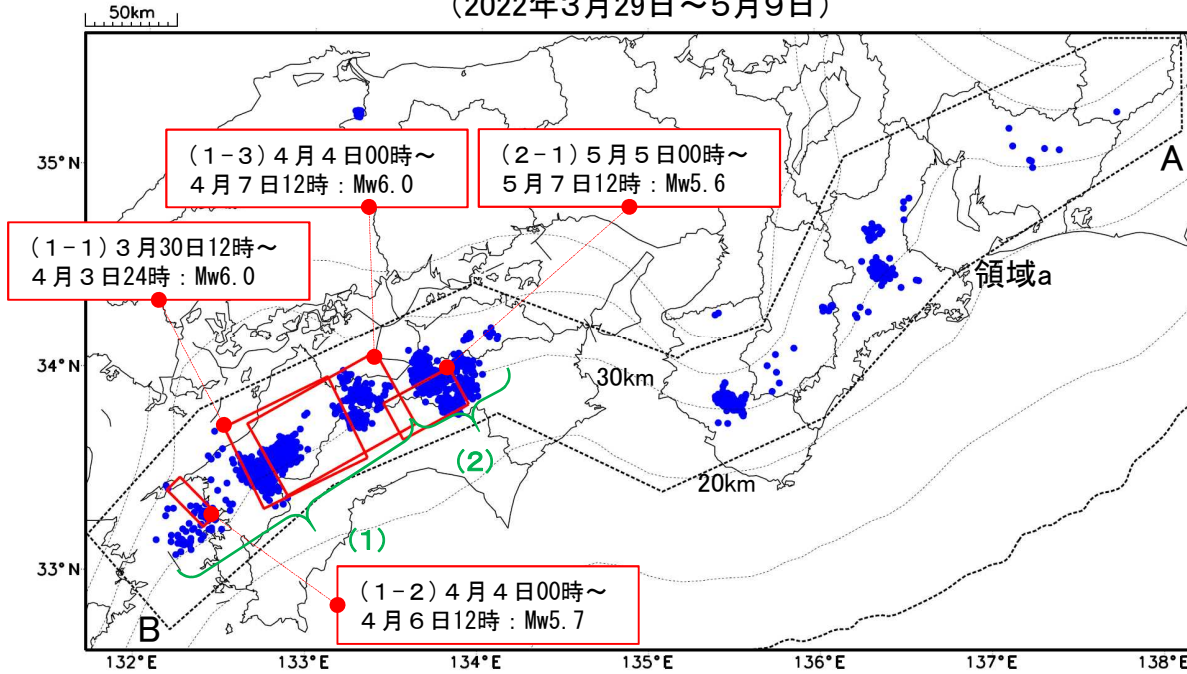 (2022年3月29日～5月9日)
50km
(1-3)4月4日00時～
4月7日12時：Mw6.0
(2-1)5月5日00時～
5月7日12時：Mw5.6
(1-1)3月30日12時～
4月3日24時：Mw6.0
35°N
A
領域a
34°N
30km
20km
(2)
(1)
33°N
(1-2)4月4日00時～
4月6日12時：Mw5.7
B
132°E
133°E
134°E
135°E
136°E
137°E
138°E